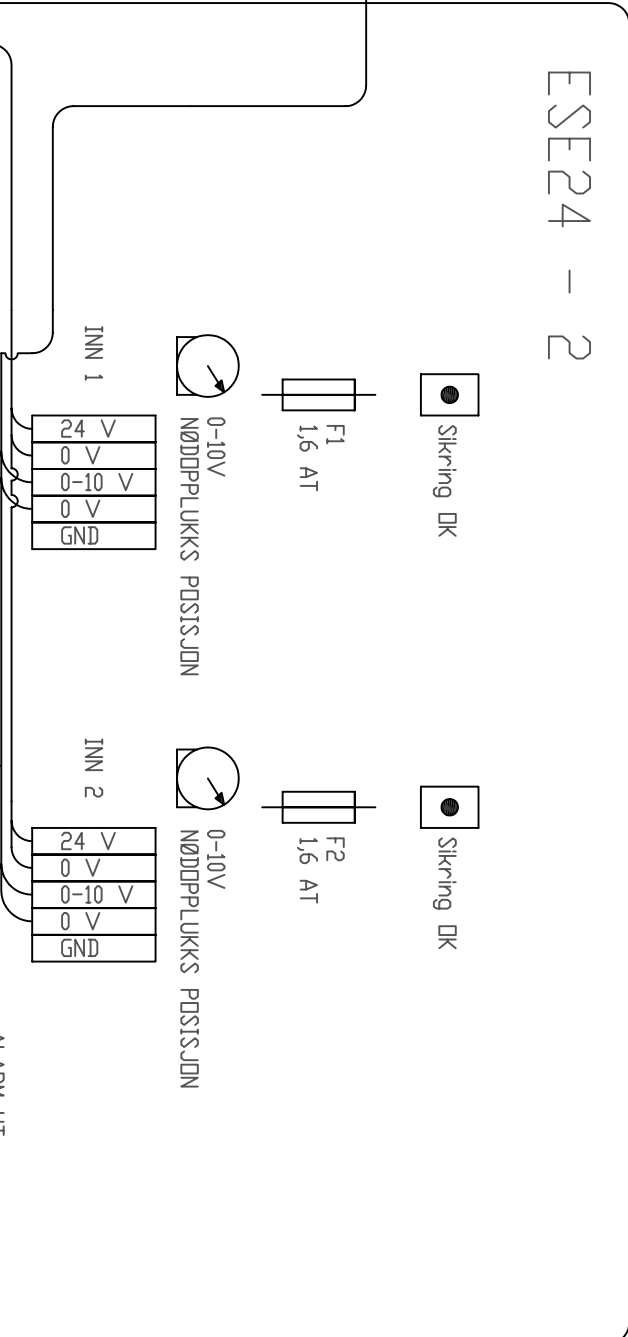 ESE24 - 2
Sikring OK
F1
1,6 AT
0-10V
NØDOPPLUKKS POSISJON
INN 1
24 V
0 V
0-10 V
0 V
GND
Sikring OK
F2
1,6 AT
0-10V
NØDOPPLUKKS POSISJON
INN 2
24 V
0 V
0-10 V
0 V
GND